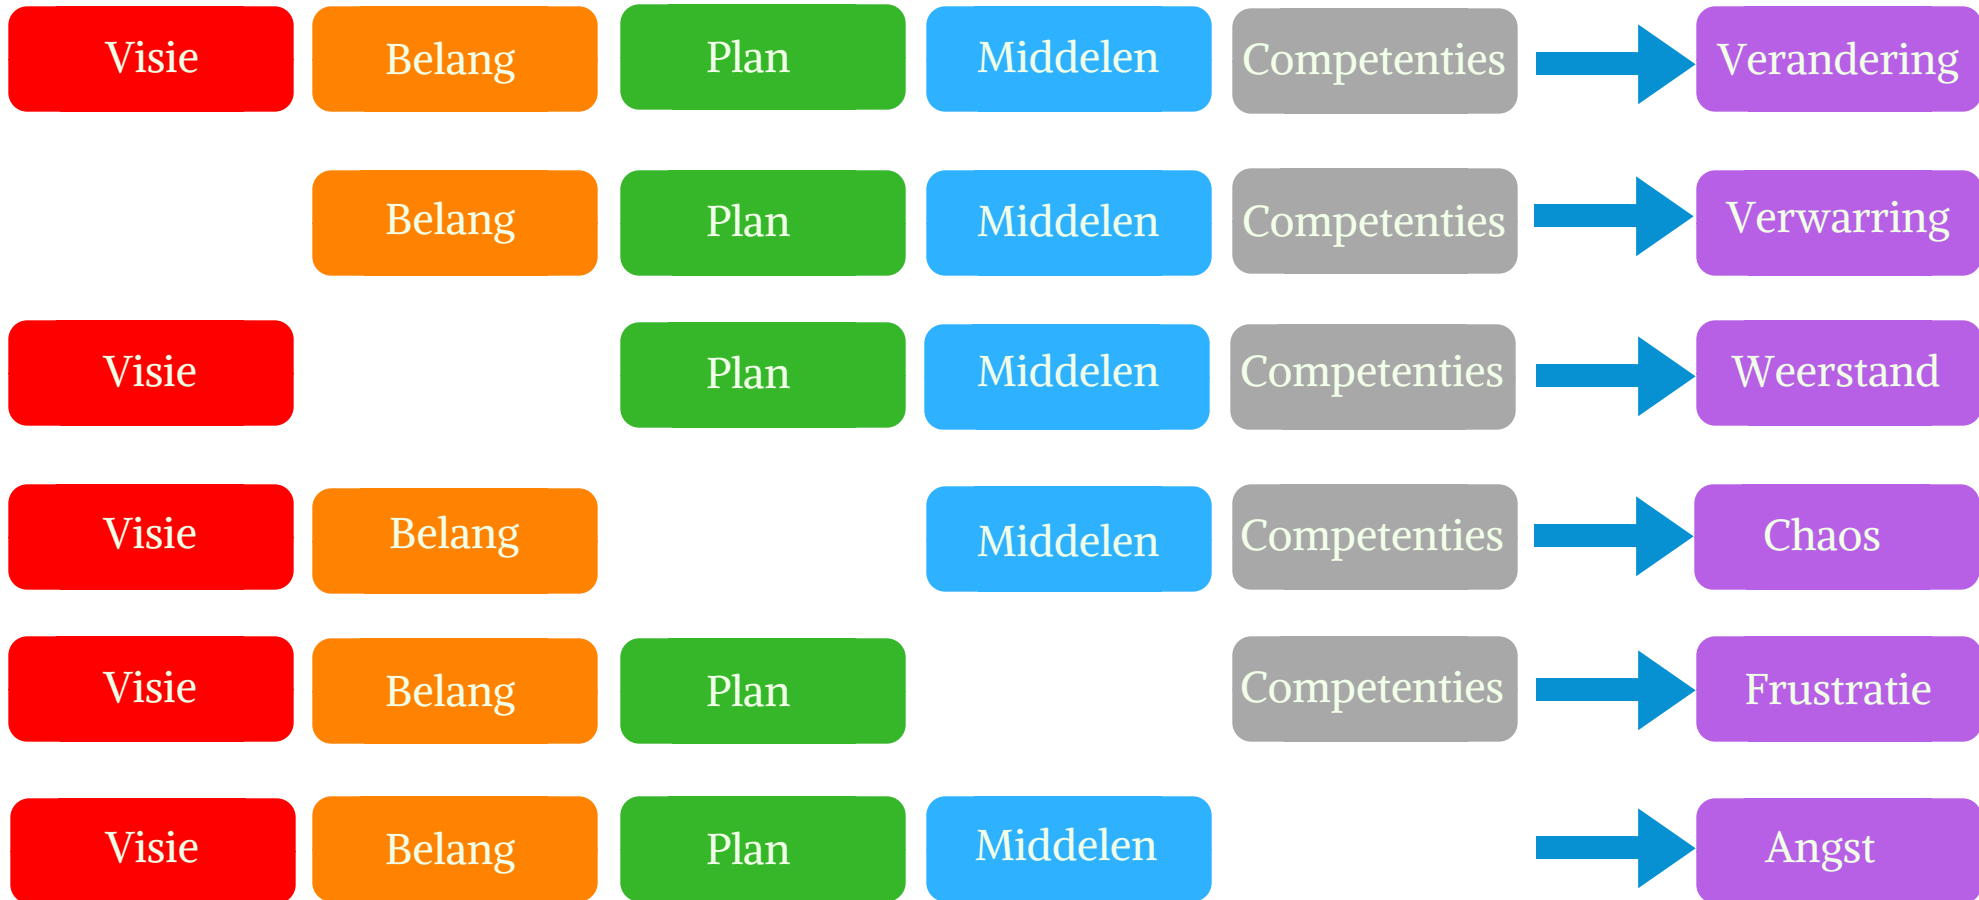 Visie Belang Plan Middelen Competenties Verandering
Belang Plan Middelen Competenties Verwarring
Visie Plan Middelen Competenties Weerstand
Visie Belang Middelen Competenties Chaos
Visie Belang Plan Competenties Frustratie
Visie Belang Plan Middelen Angst